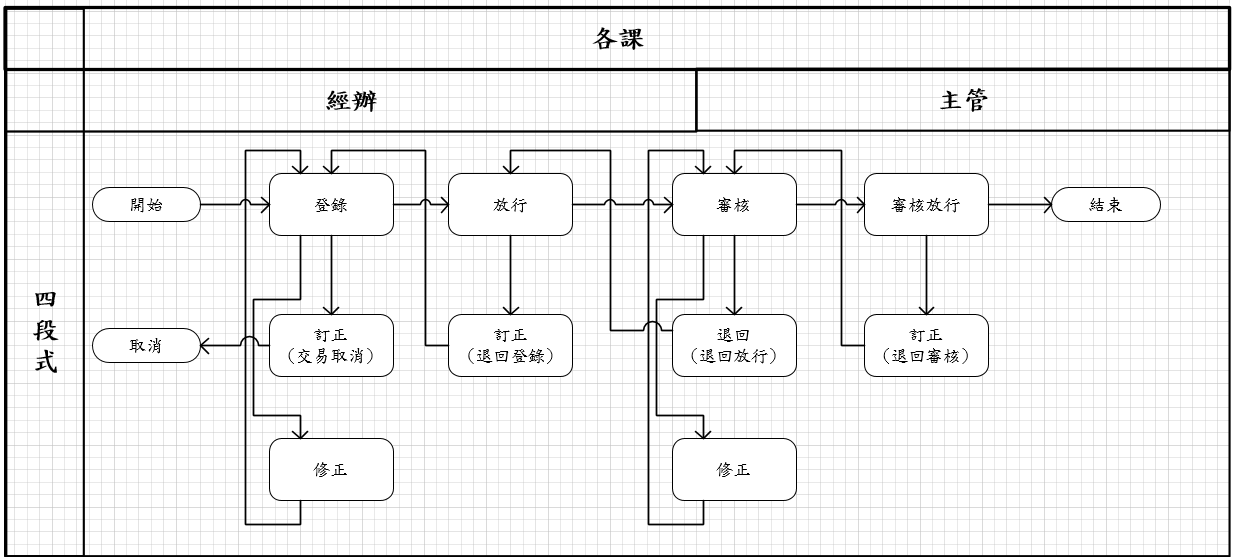 各課
經辦
主管
四段式
開始
登錄
放行
審核
審核放行
結束
取消
訂正
（交易取消）
訂正
（退回登錄）
退回
（退回放行）
訂正
（退回審核）
修正
修正